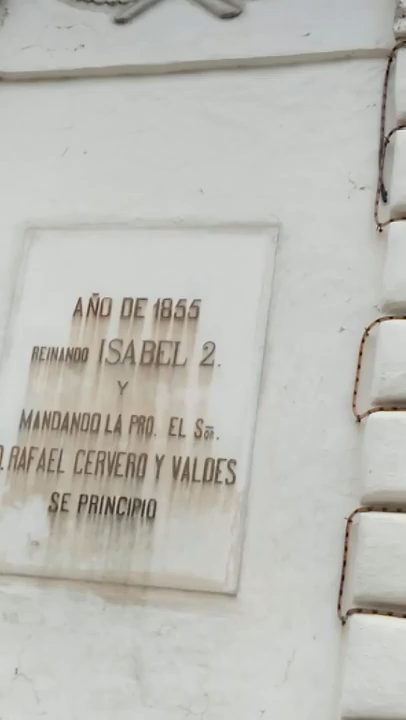 AÑO DE 1855
REINANDO ISABEL 2.
Y
MANDANDO LA PRO. EL Sor.
D. RAFAEL CERVERO Y VALDES
SE PRINCIPIO